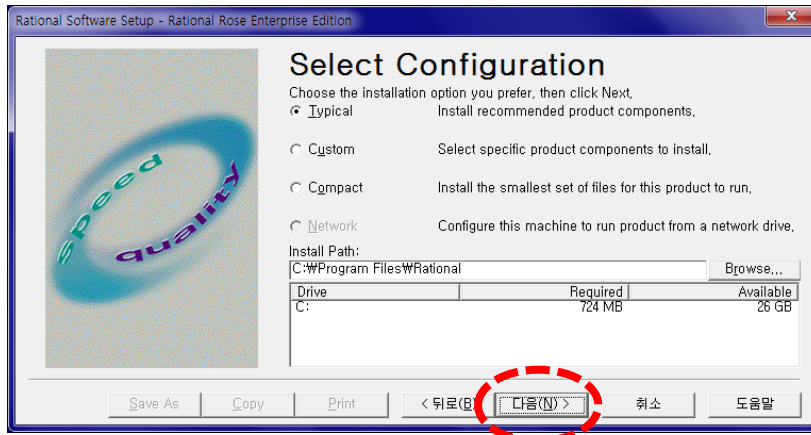 Rational Software Setup - Rational Rose Enterprise Edition
Select Configuration
Choose the installation option you prefer, then click Next.
Typical Install recommended product components.
Custom Select specific product components to install.
Compact Install the smallest set of files for this product to run.
Network Configure this machine to run product from a network drive.
Install Path:
C:₩Program Files₩Rational Browse...
Drive Required Available
C: 724 MB 26 GB
speed
quality
Save As Copy Print < 뒤로(B) 다음(N) > 취소 도움말